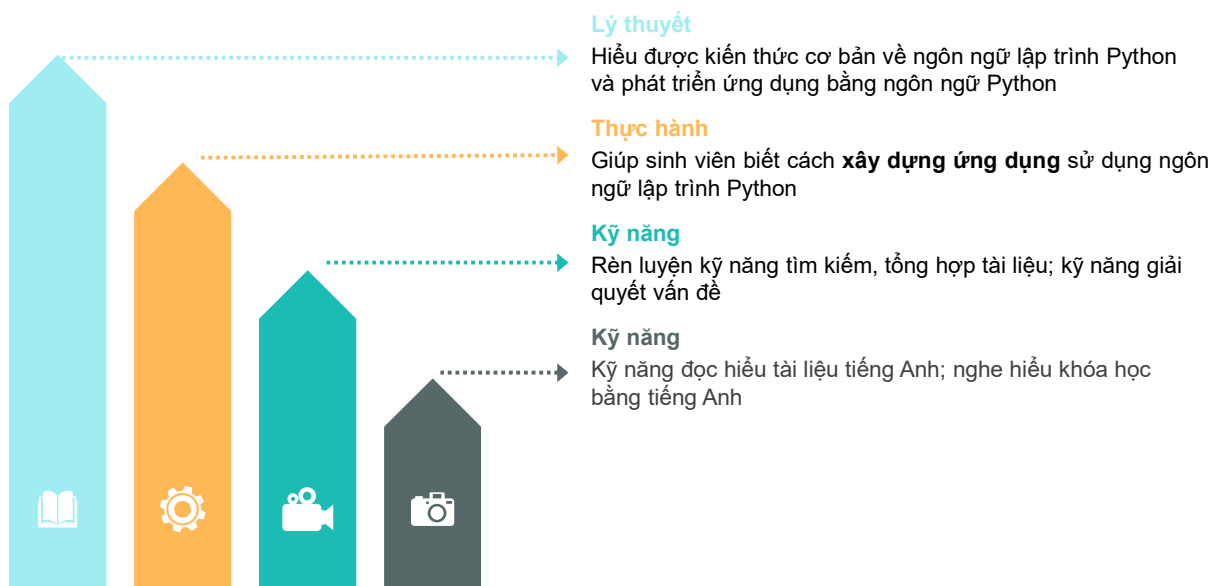 Lý thuyết
Hiểu được kiến thức cơ bản về ngôn ngữ lập trình Python
và phát triển ứng dụng bằng ngôn ngữ Python
Thực hành
Giúp sinh viên biết cách xây dựng ứng dụng sử dụng ngôn
ngữ lập trình Python
Kỹ năng
Rèn luyện kỹ năng tìm kiếm, tổng hợp tài liệu; kỹ năng giải
quyết vấn đề
Kỹ năng
Kỹ năng đọc hiểu tài liệu tiếng Anh; nghe hiểu khóa học
bằng tiếng Anh